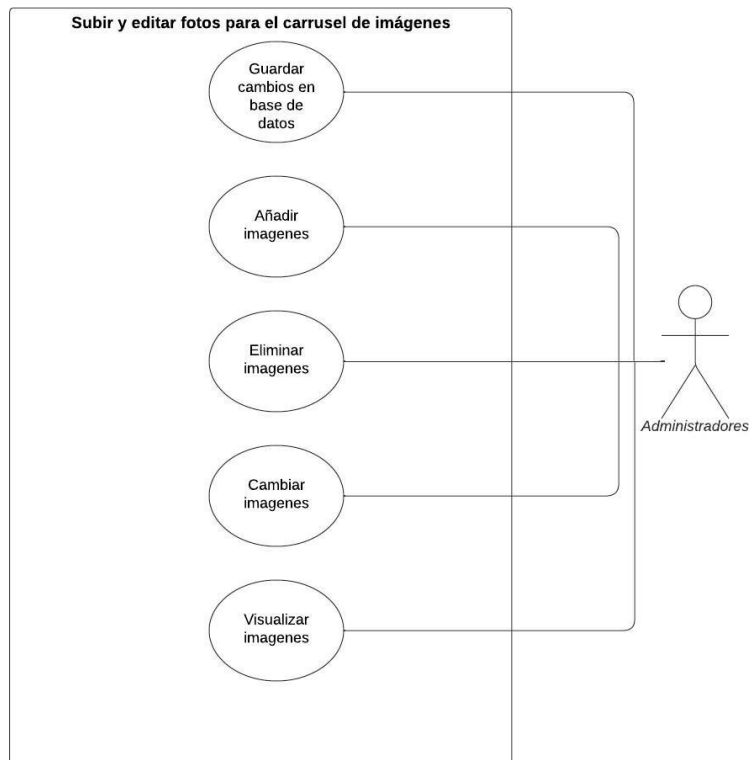 Subir y editar fotos para el carrusel de imágenes
Guardar
cambios en
base de
datos
Añadir
imagenes
Eliminar
imagenes
Administradores
Cambiar
imagenes
Visualizar
imagenes